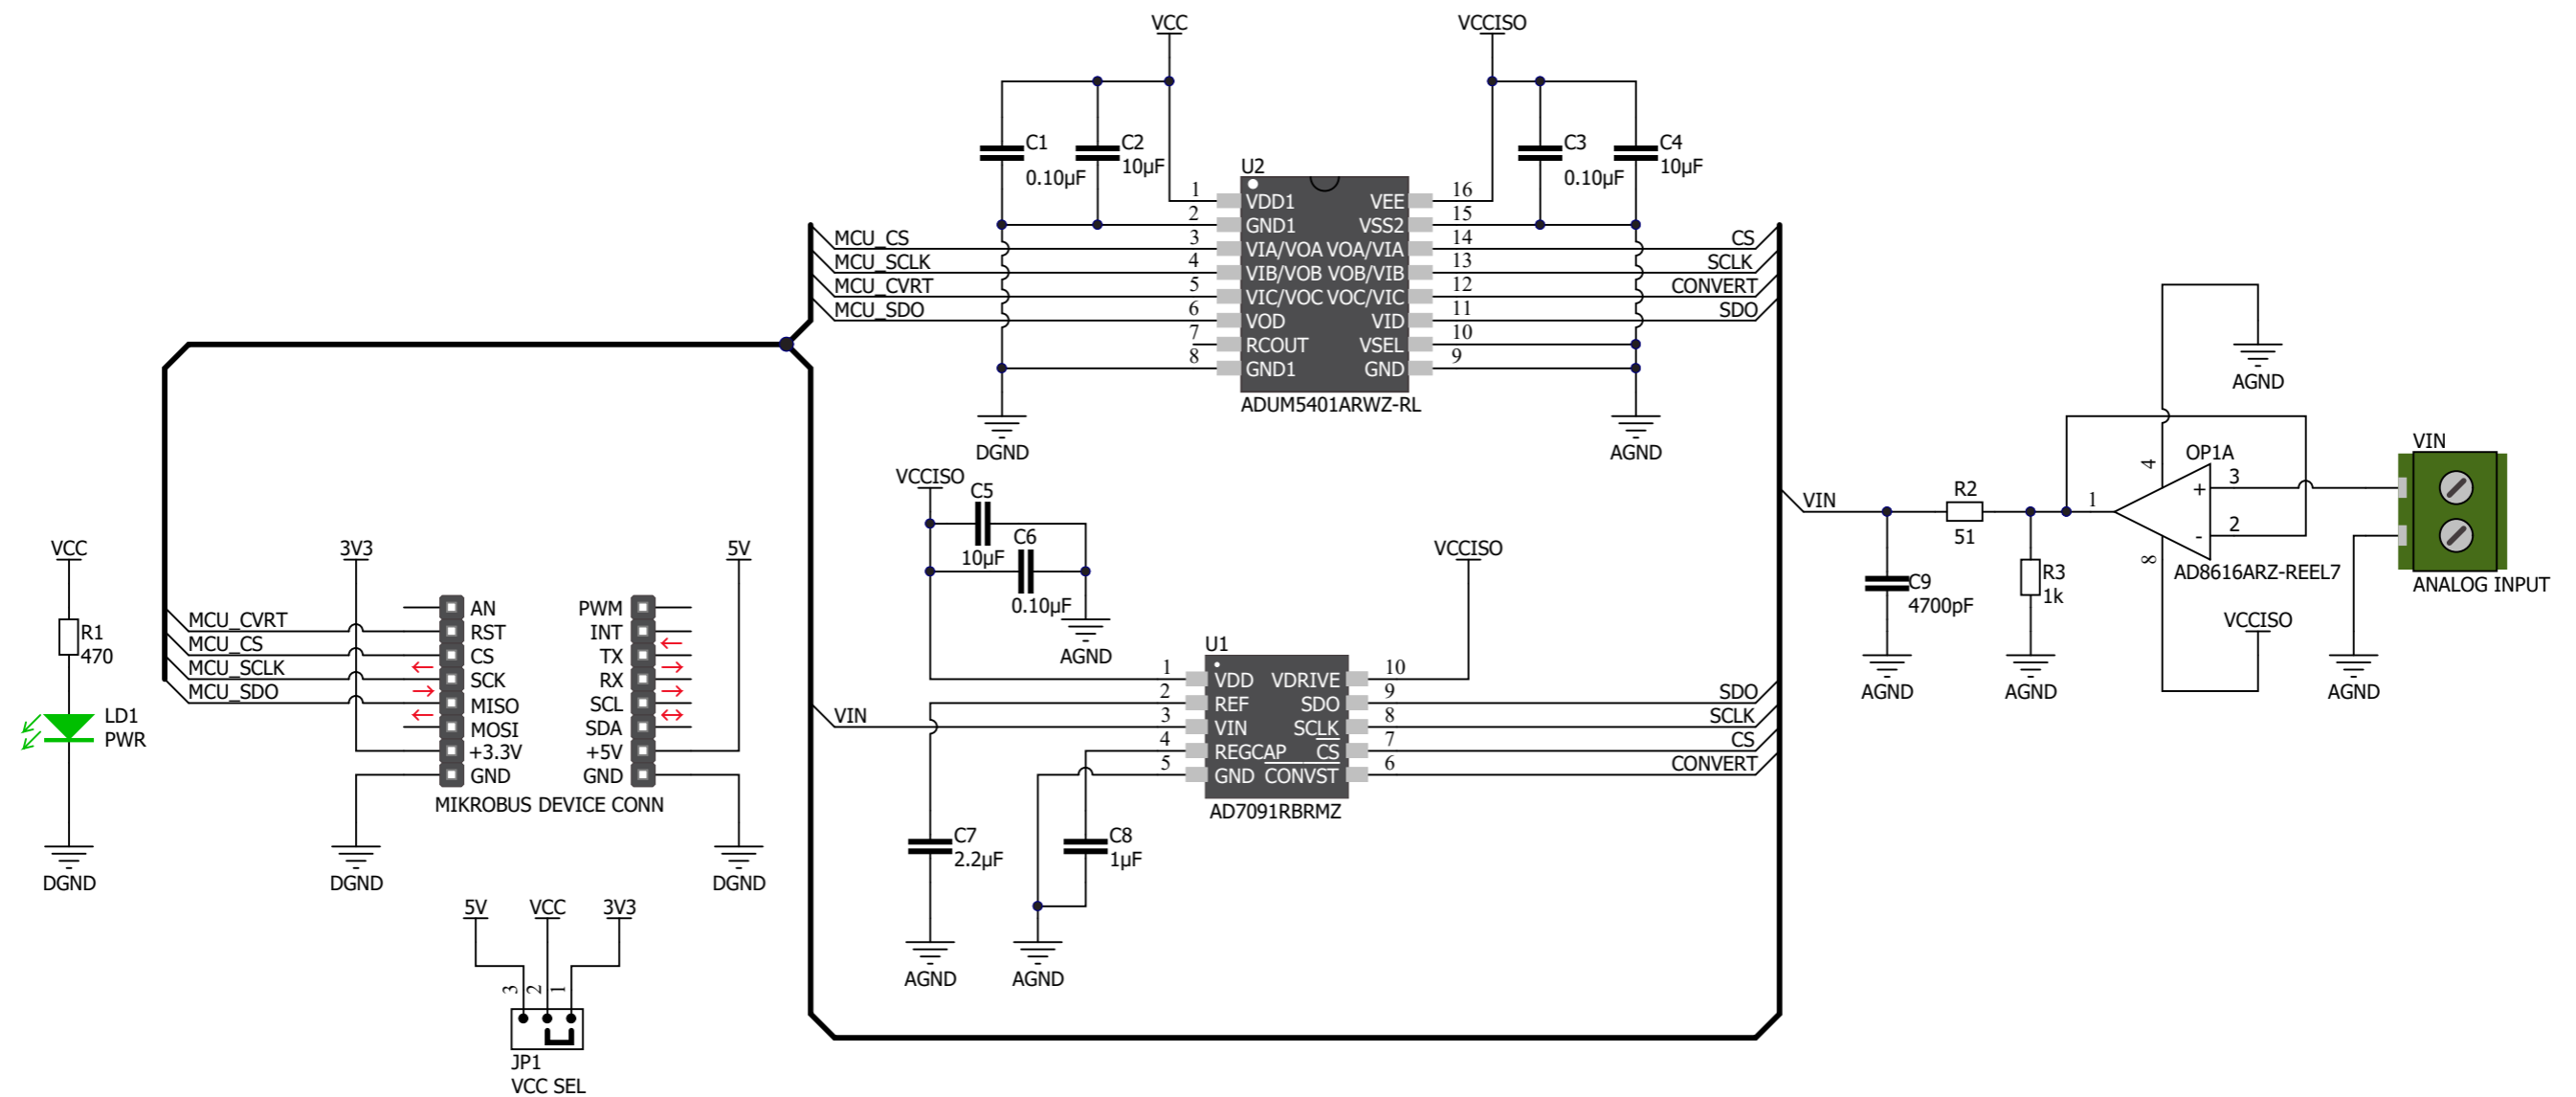 VCC
VCCISO
C1
0.10µF
C2
10µF
C3
0.10µF
C4
10µF
U2
1 VDD1 VEE 16
2 GND1 VSS2 15
MCU_CS 3 VIA/VOA VOA/VIA 14 CS
MCU_SCLK 4 VIB/VOB VOB/VIB 13 SCLK
MCU_CVRT 5 VIC/VOC VOC/VIC 12 CONVERT
MCU_SDO 6 VOD VID 11 SDO
7 RCOUT VSEL 10
8 GND1 GND 9
ADUM5401ARWZ-RL
DGND
AGND
AGND
VIN
OP1A
4
+ 3
1
- 2
8
AD8616ARZ-REEL7
ANALOG INPUT
VIN
R2
51
R3
1k
C9
4700pF
VCCISO
AGND
AGND
AGND
VCCISO
C5
10µF
C6
0.10µF
AGND
VCCISO
U1
1 VDD VDRIVE 10
2 REF SDO 9 SDO
VIN 3 VIN SCLK 8 SCLK
4 REGCAP CS 7 CS
5 GND CONVST 6 CONVERT
AD7091RBRMZ
C7
2.2µF
C8
1µF
AGND
AGND
VCC
3V3
5V
R1
470
LD1
PWR
DGND
AN PWM
MCU_CVRT RST INT
MCU_CS CS TX
MCU_SCLK SCK RX
MCU_SDO MISO SCL
MOSI SDA
+3.3V +5V
GND GND
MIKROBUS DEVICE CONN
DGND
DGND
5V
VCC
3V3
3 2 1
JP1
VCC SEL